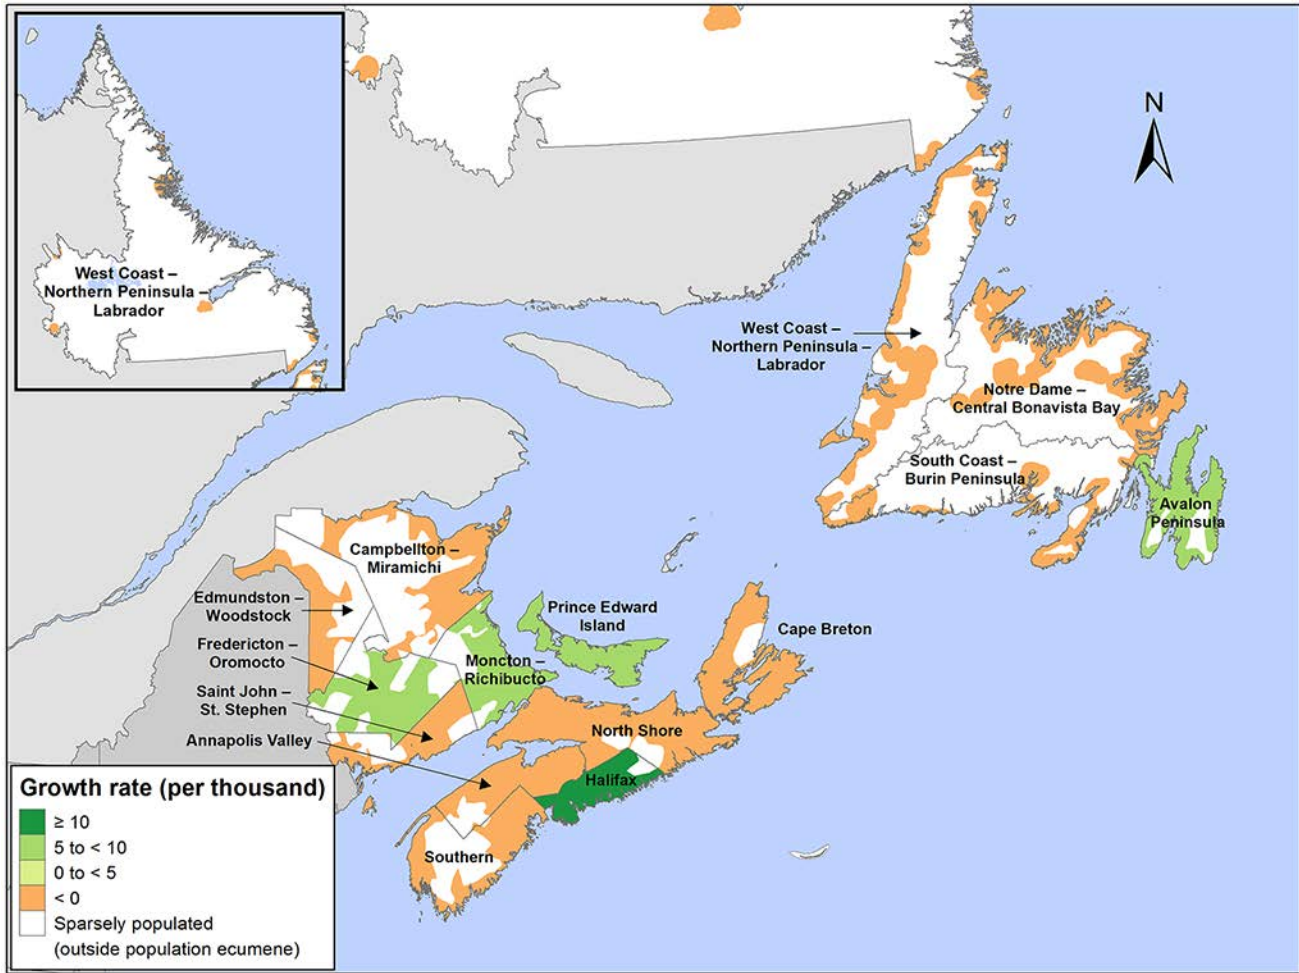 West Coast –
Northern Peninsula –
Labrador
N
West Coast –
Northern Peninsula –
Labrador
Notre Dame –
Central Bonavista Bay
South Coast –
Burin Peninsula
Avalon
Peninsula
Campbellton –
Miramichi
Edmundston –
Woodstock
Prince Edward
Island
Cape Breton
Fredericton –
Oromocto
Moncton –
Richibucto
Saint John –
St. Stephen
North Shore
Annapolis Valley
Halifax
Southern
Growth rate (per thousand)
≥ 10
5 to < 10
0 to < 5
< 0
Sparsely populated
(outside population ecumene)